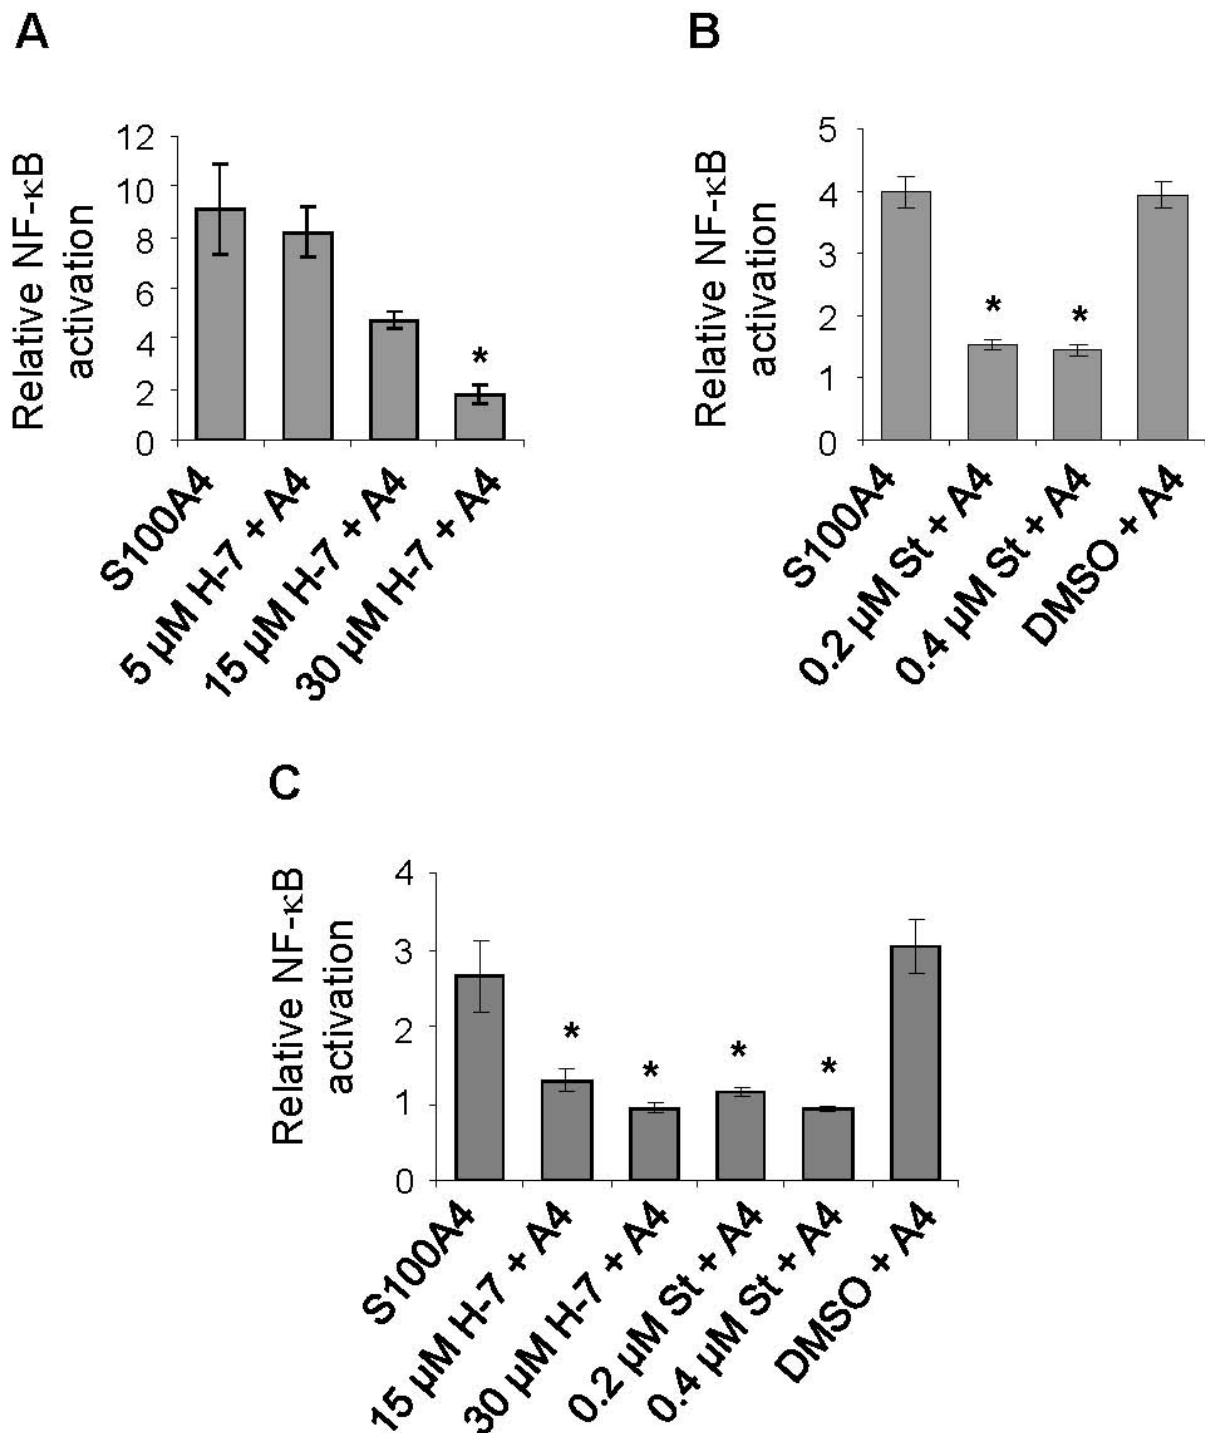 A
Relative NF-κB
activation
12
10
8
6
4
2
0
*
S100A4
5 µM H-7 + A4
15 µM H-7 + A4
30 µM H-7 + A4
B
Relative NF-κB
activation
5
4
3
2
1
0
*
*
S100A4
0.2 µM St + A4
0.4 µM St + A4
DMSO + A4
C
Relative NF-κB
activation
4
3
2
1
0
*
*
*
*
S100A4
15 µM H-7 + A4
30 µM H-7 + A4
0.2 µM St + A4
0.4 µM St + A4
DMSO + A4